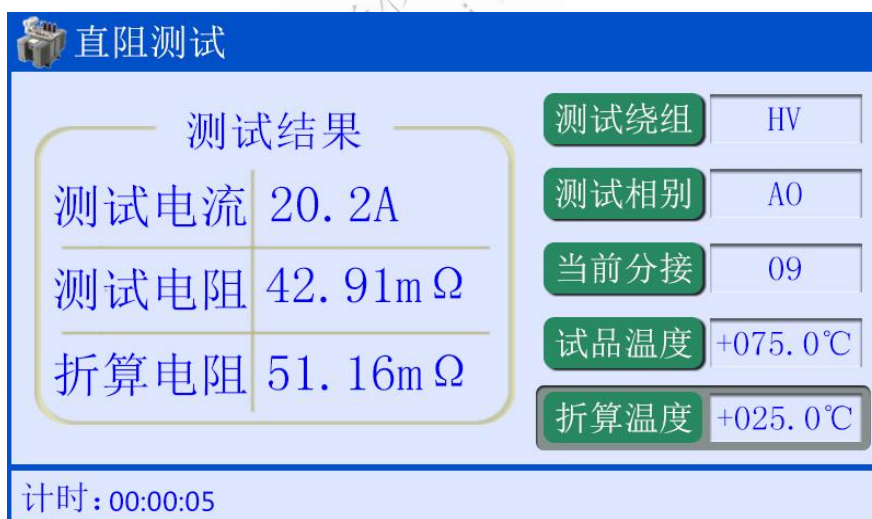 直阻测试
测试结果
测试电流 20.2A
测试电阻 42.91mΩ
折算电阻 51.16mΩ
测试绕组 HV
测试相别 AO
当前分接 09
试品温度 +075.0℃
折算温度 +025.0℃
计时:00:00:05